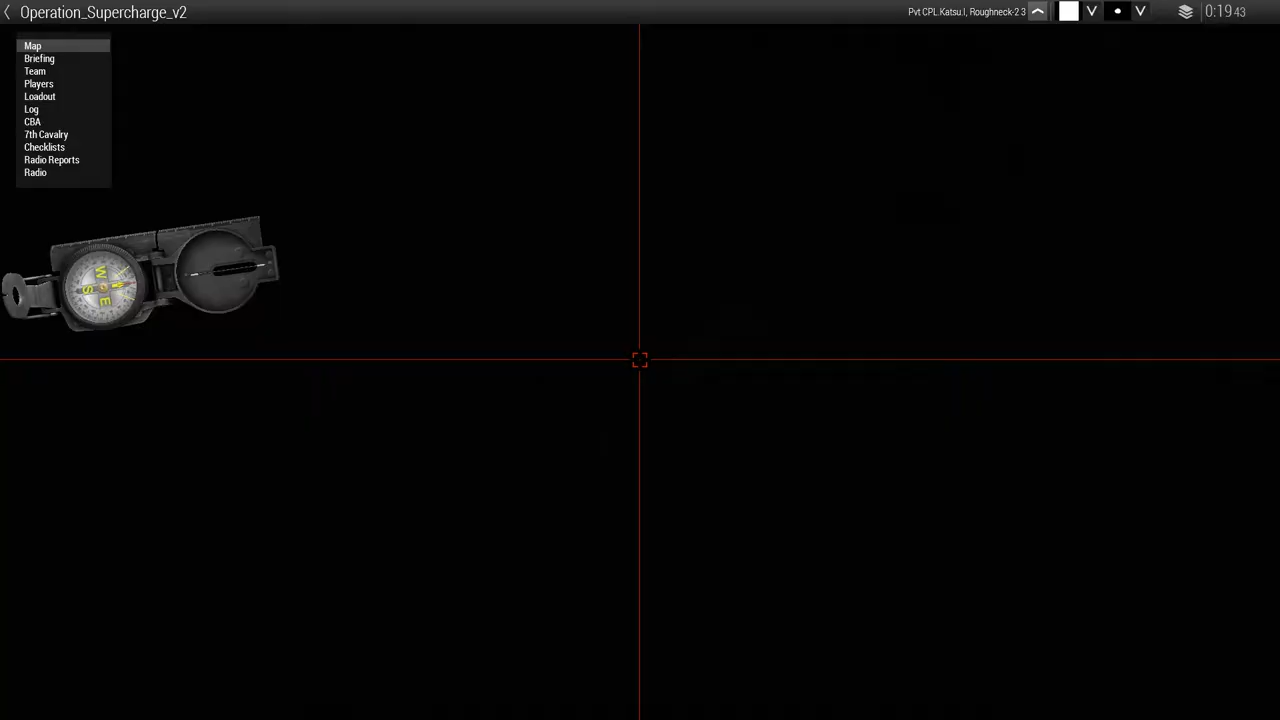 Operation_Supercharge_v2
Pvt CPL.Katsu.I, Roughneck-2 3
0:19 43
Map
Briefing
Team
Players
Loadout
Log
CBA
7th Cavalry
Checklists
Radio Reports
Radio
W
S
E